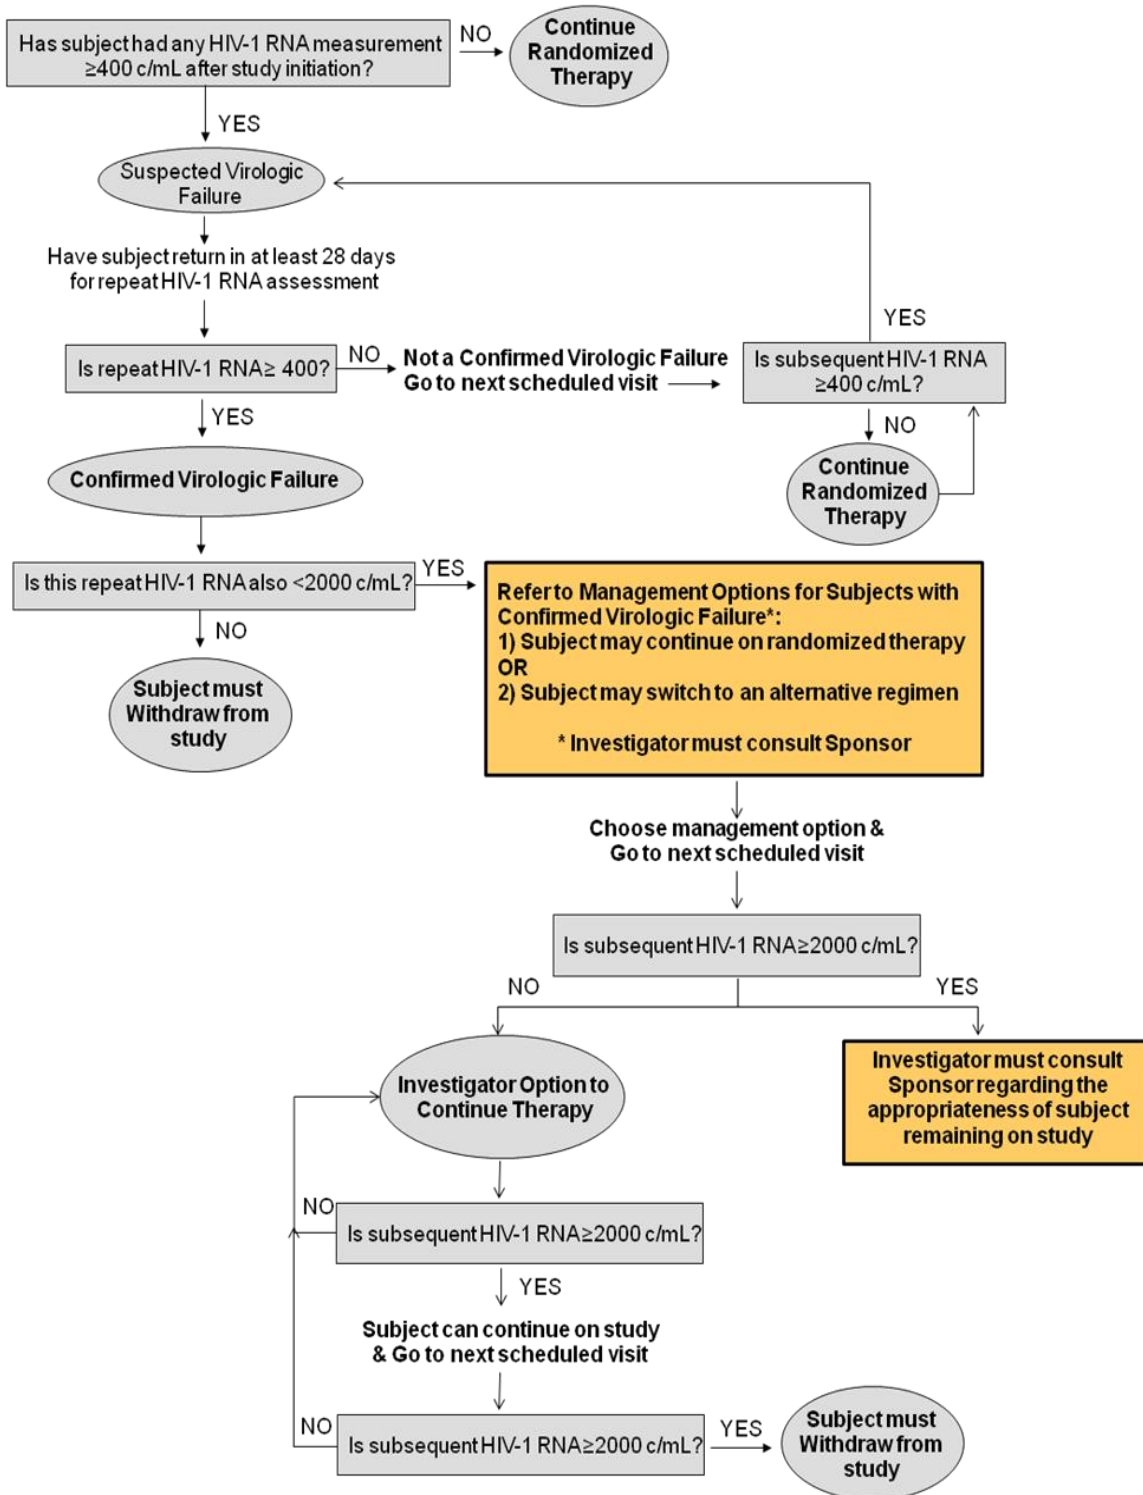 Has subject had any HIV-1 RNA measurement
≥400 c/mL after study initiation?
NO
Continue
Randomized
Therapy
YES
Suspected Virologic
Failure
Have subject return in at least 28 days
for repeat HIV-1 RNA assessment
YES
Is repeat HIV-1 RNA≥ 400?
NO
Not a Confirmed Virologic Failure
Go to next scheduled visit
Is subsequent HIV-1 RNA
≥400 c/mL?
YES
NO
Confirmed Virologic Failure
Continue
Randomized
Therapy
Is this repeat HIV-1 RNA also <2000 c/mL?
YES
Refer to Management Options for Subjects with
Confirmed Virologic Failure*:
1) Subject may continue on randomized therapy
OR
2) Subject may switch to an alternative regimen
* Investigator must consult Sponsor
NO
Subject must
Withdraw from
study
Choose management option &
Go to next scheduled visit
Is subsequent HIV-1 RNA≥2000 c/mL?
NO
YES
Investigator Option to
Continue Therapy
Investigator must consult
Sponsor regarding the
appropriateness of subject
remaining on study
NO
Is subsequent HIV-1 RNA≥2000 c/mL?
YES
Subject can continue on study
& Go to next scheduled visit
NO
Is subsequent HIV-1 RNA≥2000 c/mL?
YES
Subject must
Withdraw from
study